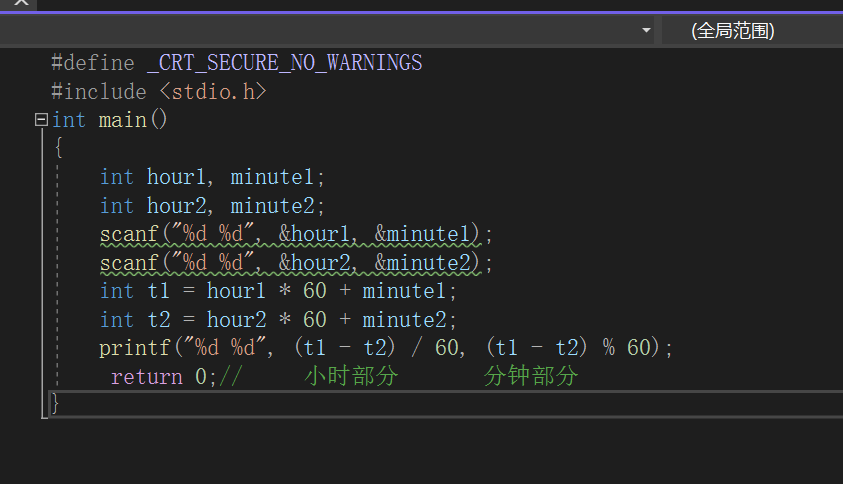 (全局范围)
#define _CRT_SECURE_NO_WARNINGS
#include <stdio.h>
int main()
{
int hour1, minute1;
int hour2, minute2;
scanf("%d %d", &hour1, &minute1);
scanf("%d %d", &hour2, &minute2);
int t1 = hour1 * 60 + minute1;
int t2 = hour2 * 60 + minute2;
printf("%d %d", (t1 - t2) / 60, (t1 - t2) % 60);
return 0;// 小时部分 分钟部分
}